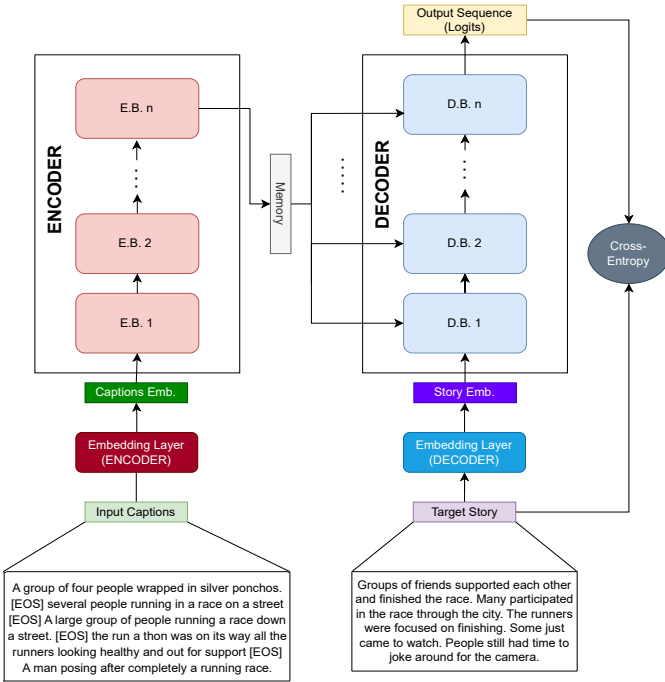 Output Sequence
(Logits)
ENCODER
E.B. n
E.B. 2
E.B. 1
Memory
DECODER
D.B. n
D.B. 2
D.B. 1
Cross-
Entropy
Captions Emb.
Story Emb.
Embedding Layer
(ENCODER)
Embedding Layer
(DECODER)
Input Captions
Target Story
A group of four people wrapped in silver ponchos.
[EOS] several people running in a race on a street
[EOS] A large group of people running a race down
a street. [EOS] the run a thon was on its way all the
runners looking healthy and out for support [EOS]
A man posing after completely a running race.
Groups of friends supported each other
and finished the race. Many participated
in the race through the city. The runners
were focused on finishing. Some just
came to watch. People still had time to
joke around for the camera.